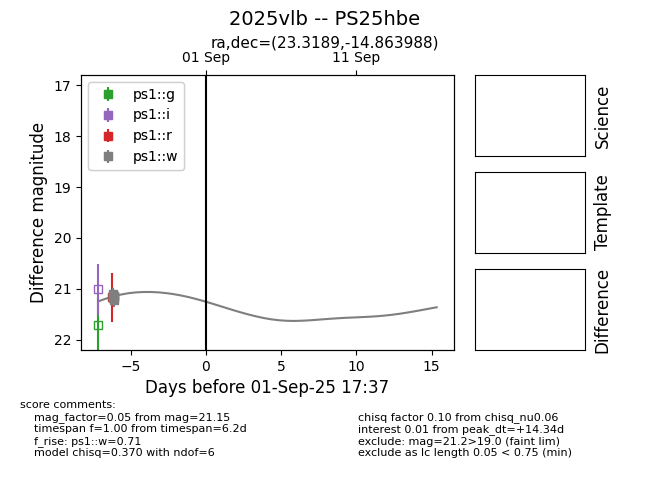 2025vlb -- PS25hbe
ra,dec=(23.3189,-14.863988)
01 Sep
11 Sep
17
18
19
20
21
22
Difference magnitude
ps1::g
ps1::i
ps1::r
ps1::w
−5
0
5
10
15
Days before 01-Sep-25 17:37
Science
Template
Difference
score comments:
mag_factor=0.05 from mag=21.15
timespan f=1.00 from timespan=6.2d
f_rise: ps1::w=0.71
model chisq=0.370 with ndof=6
chisq factor 0.10 from chisq_nu0.06
interest 0.01 from peak_dt=+14.34d
exclude: mag=21.2>19.0 (faint lim)
exclude as lc length 0.05 < 0.75 (min)